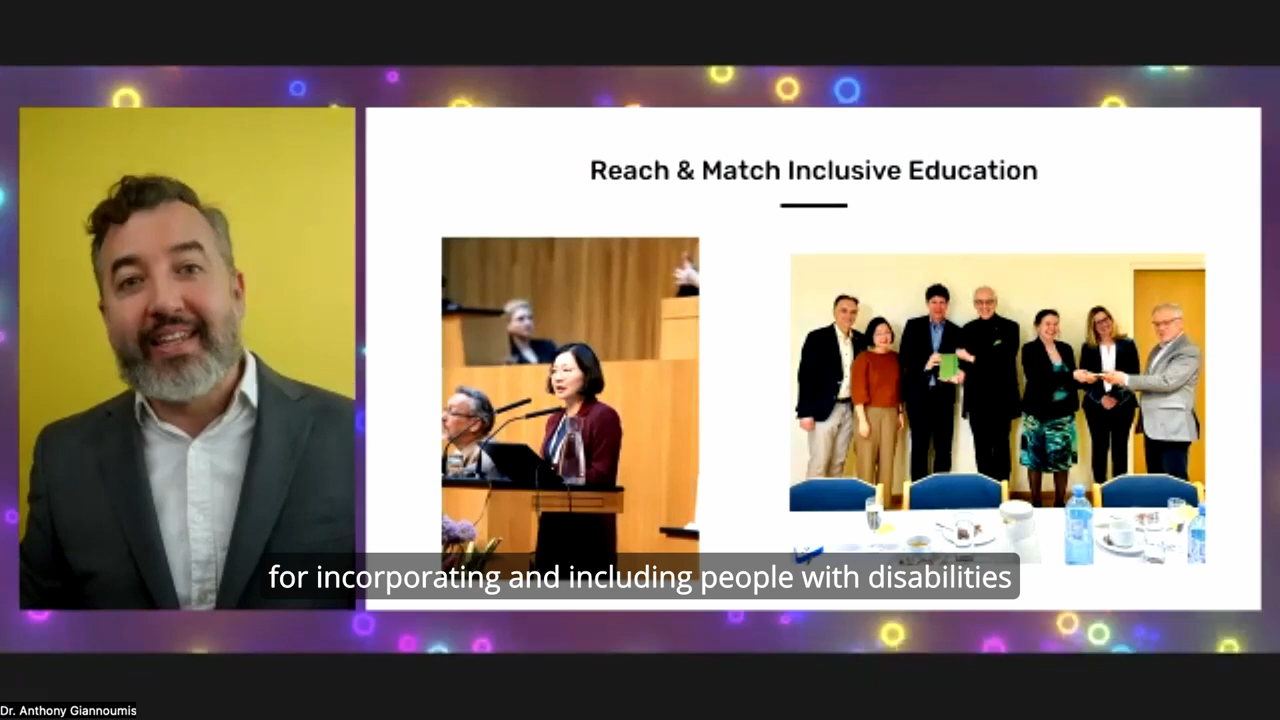 Reach & Match Inclusive Education
for incorporating and including people with disabilities
Dr. Anthony Giannoumis